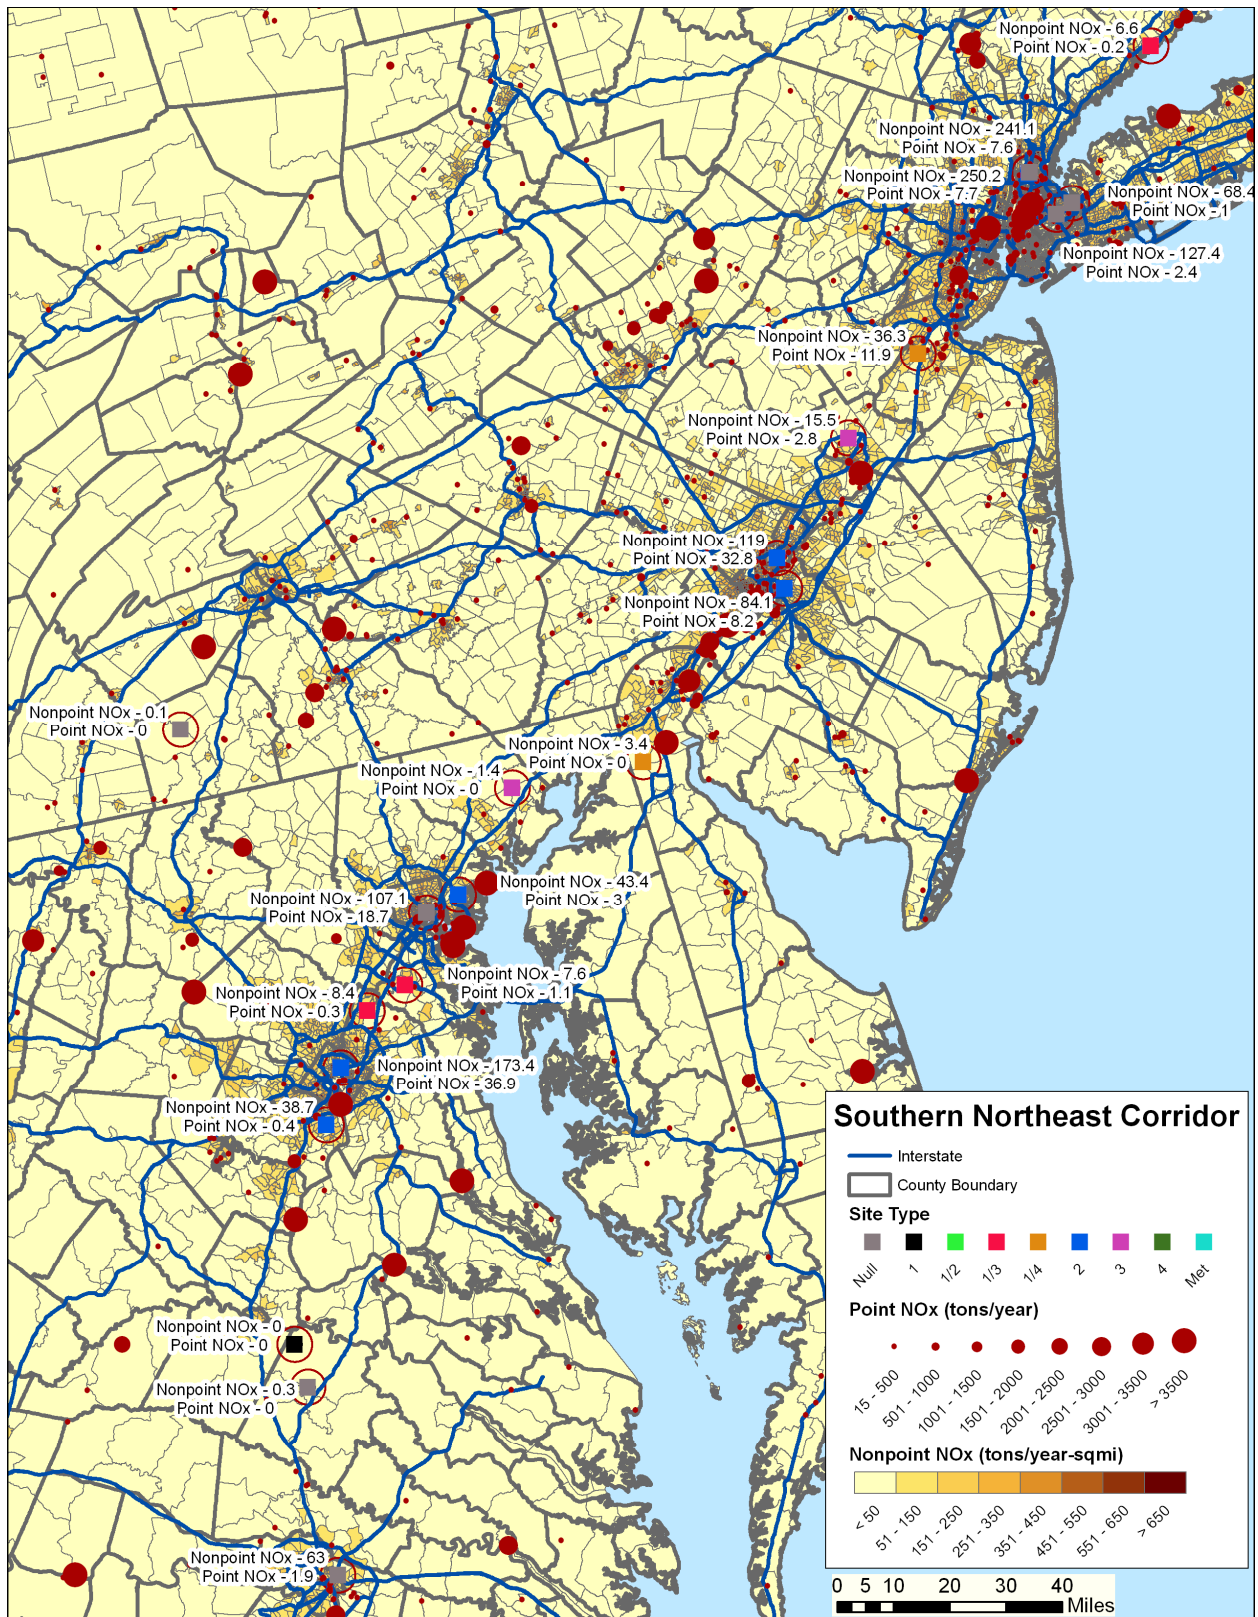 Nonpoint NOx - 6.6
Point NOx - 0.2
Nonpoint NOx - 241.1
Point NOx - 7.6
Nonpoint NOx - 250.2
Point NOx - 7.7
Nonpoint NOx - 68.4
Point NOx - 1
Nonpoint NOx - 127.4
Point NOx - 2.4
Nonpoint NOx - 36.3
Point NOx - 11.9
Nonpoint NOx - 15.5
Point NOx - 2.8
Nonpoint NOx - 119
Point NOx - 32.8
Nonpoint NOx - 84.1
Point NOx - 8.2
Nonpoint NOx - 0.1
Point NOx - 0
Nonpoint NOx - 3.4
Point NOx - 0
Nonpoint NOx - 1.4
Point NOx - 0
Nonpoint NOx - 43.4
Point NOx - 3
Nonpoint NOx - 107.1
Point NOx - 18.7
Nonpoint NOx - 7.6
Point NOx - 1.1
Nonpoint NOx - 8.4
Point NOx - 0.3
Nonpoint NOx - 173.4
Point NOx - 36.9
Nonpoint NOx - 38.7
Point NOx - 0.4
Nonpoint NOx - 0
Point NOx - 0
Nonpoint NOx - 0.3
Point NOx - 0
Nonpoint NOx - 63
Point NOx - 1.9
Southern Northeast Corridor
Interstate
County Boundary
Site Type
Null 1 1/2 1/3 1/4 2 3 4 Met
Point NOx (tons/year)
15 - 500 501 - 1000 1001 - 1500 1501 - 2000 2001 - 2500 2501 - 3000 3001 - 3500 > 3500
Nonpoint NOx (tons/year-sqmi)
< 50 51 - 150 151 - 250 251 - 350 351 - 450 451 - 550 551 - 650 > 650
0 5 10 20 30 40
Miles